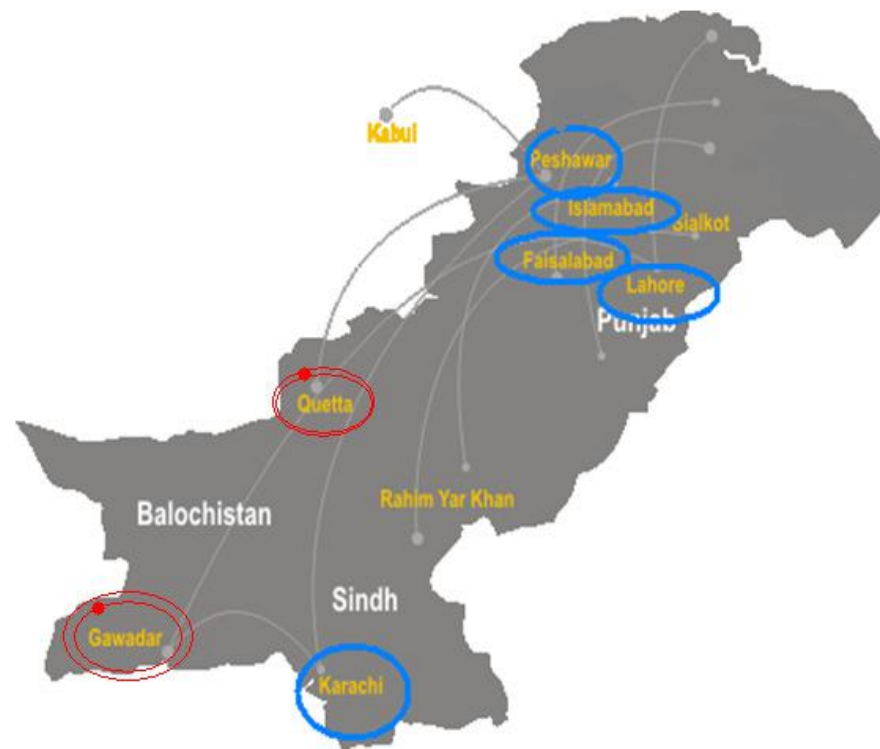 Kabul
Peshawar
Islamabad
Sialkot
Faisalabad
Lahore
Punjab
Quetta
Rahim Yar Khan
Balochistan
Sindh
Gawadar
Karachi